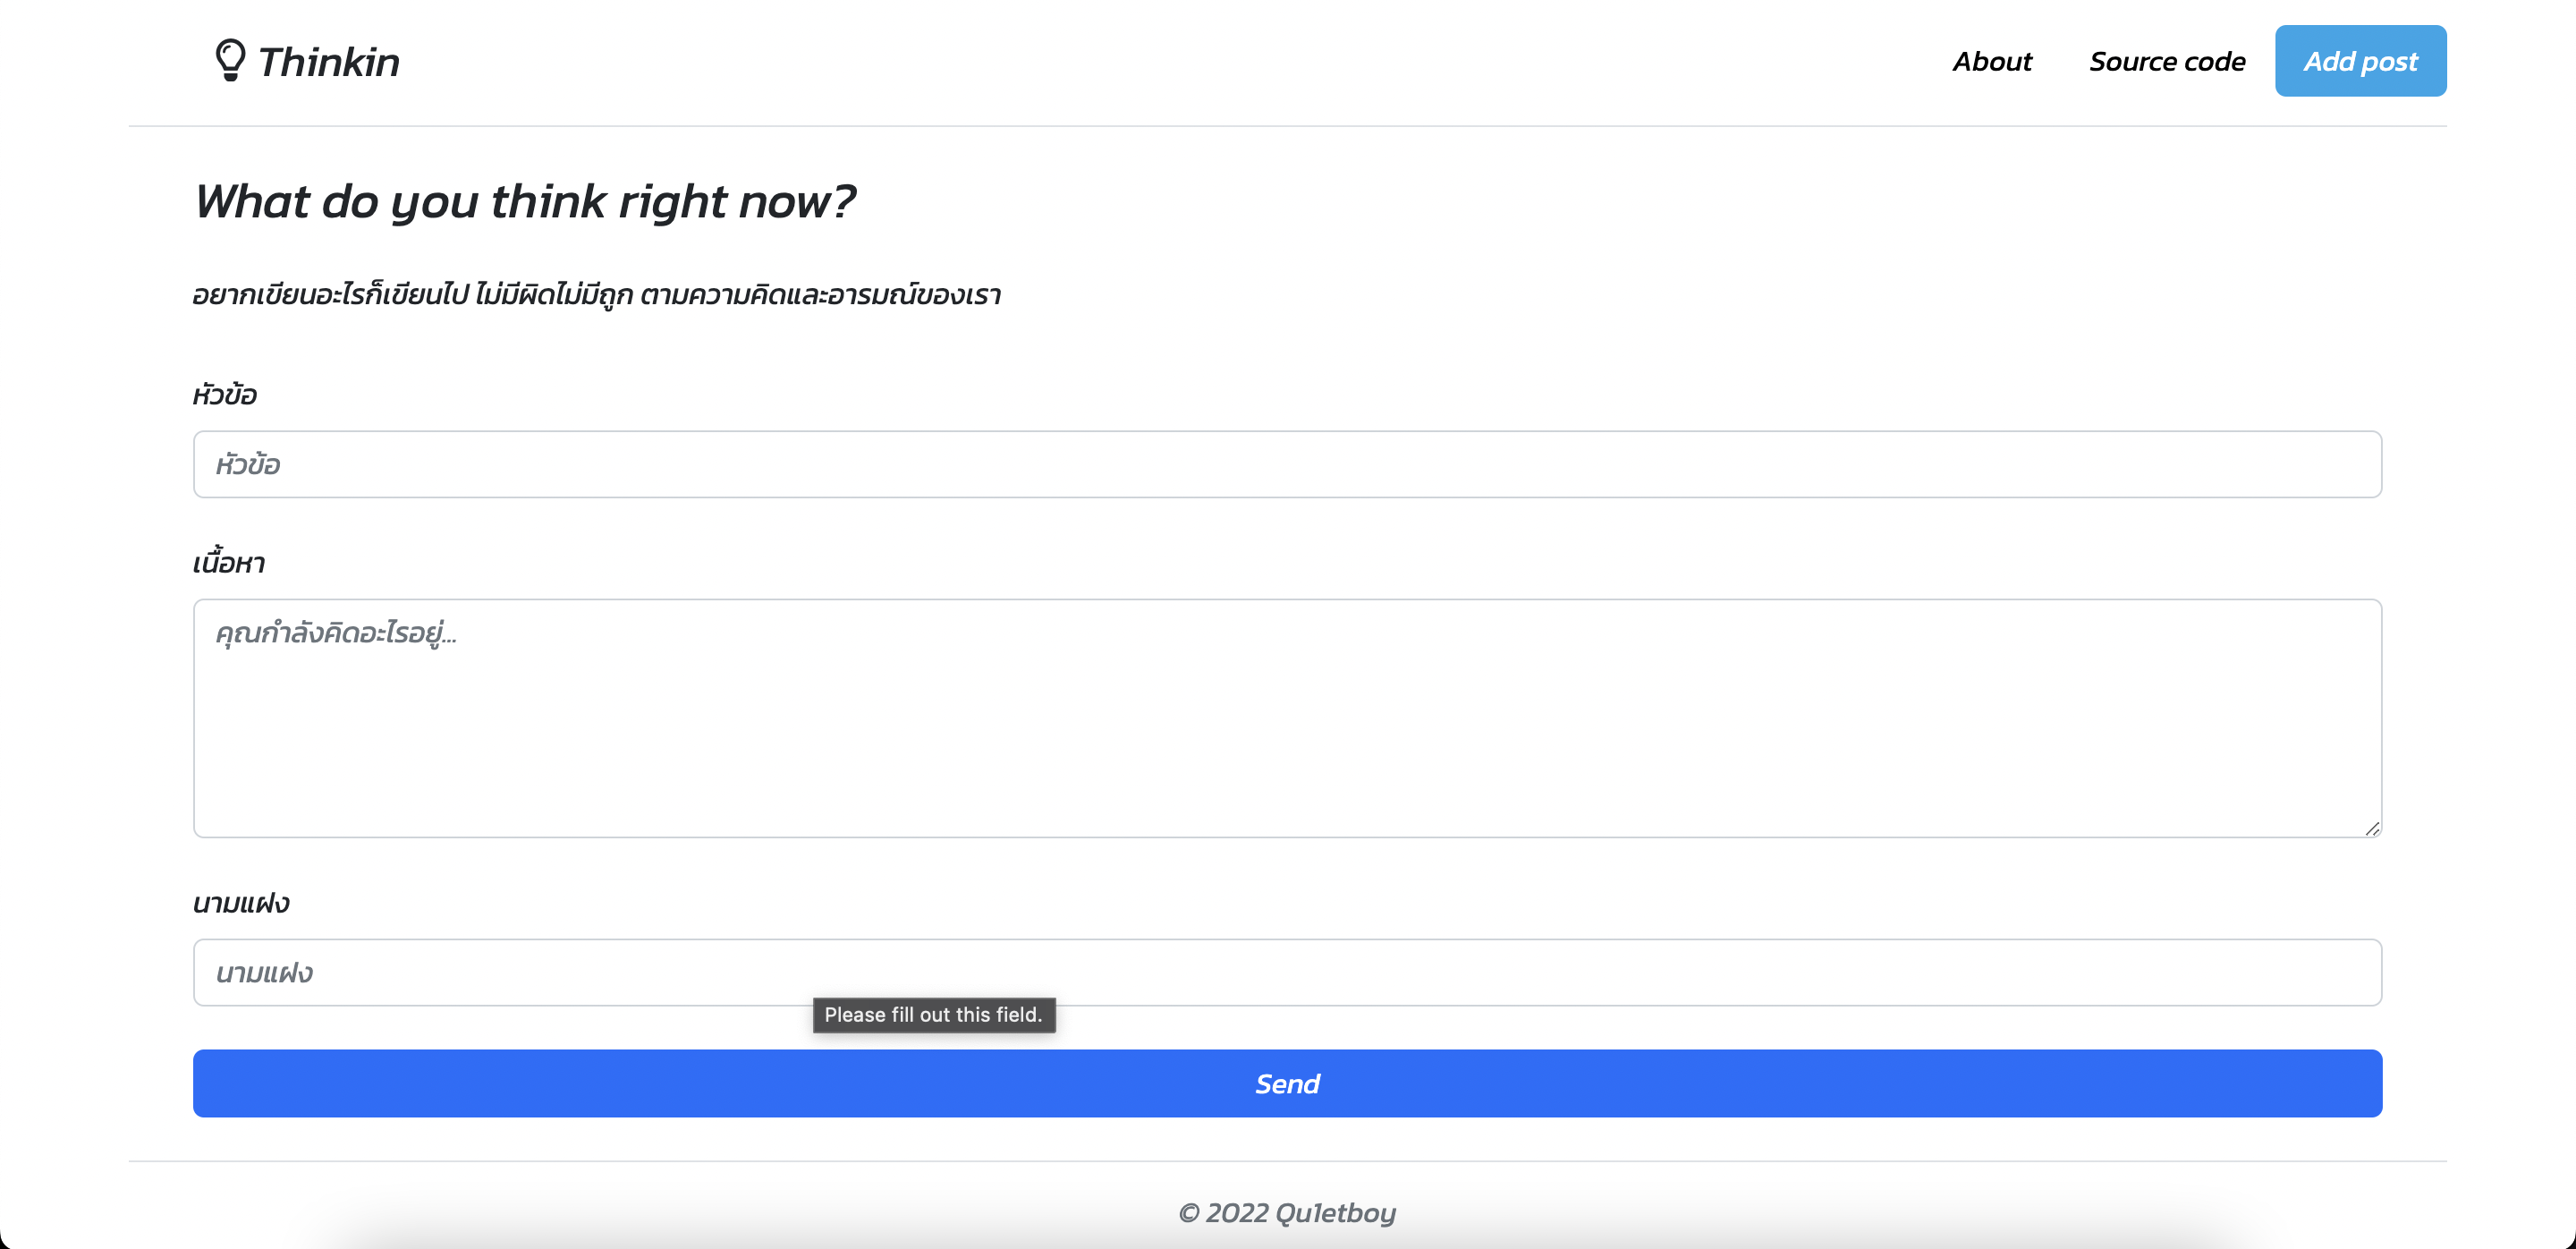 Thinkin
About
Source code
Add post
What do you think right now?
อยากเขียนอะไรก็เขียนไป ไม่มีผิดไม่มีถูก ตามความคิดและอารมณ์ของเรา
หัวข้อ
หัวข้อ
เนื้อหา
คุณกำลังคิดอะไรอยู่...
นามแฝง
นามแฝง
Please fill out this field.
Send
© 2022 Qu1etboy